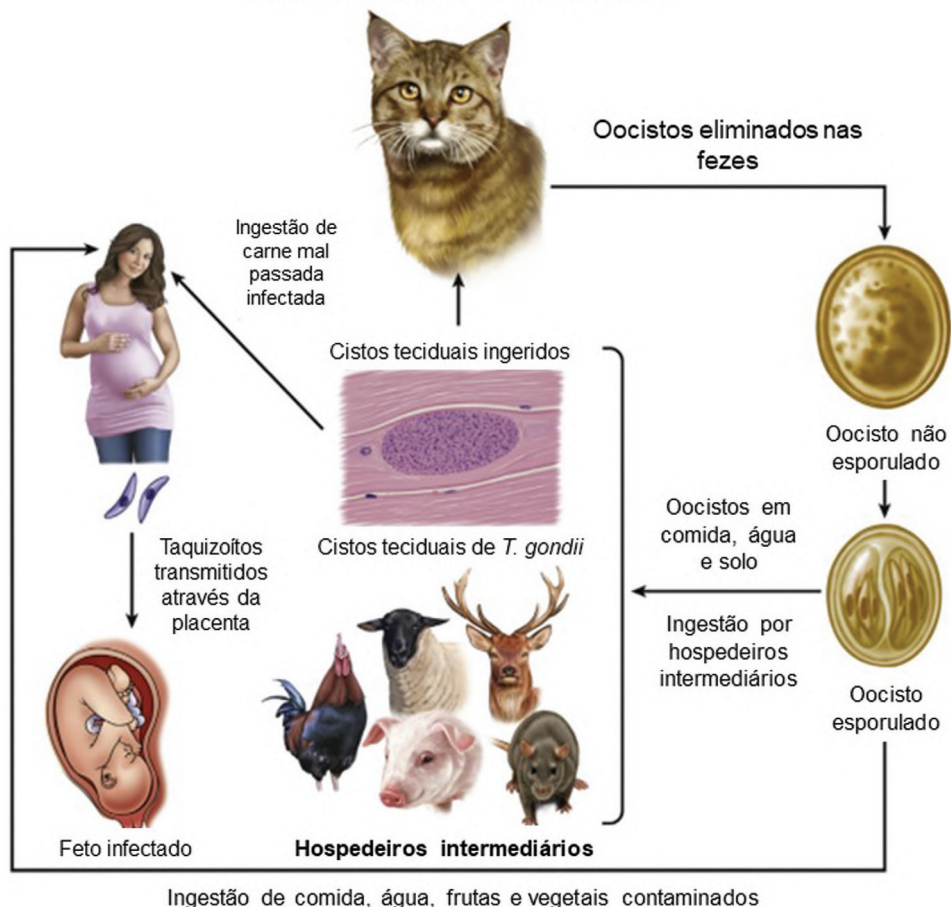 Oocistos eliminados nas
fezes
Ingestão de
carne mal
passada
infectada
Cistos teciduais ingeridos
Oocisto não
esporulado
Oocistos em
comida, água
e solo
Cistos teciduais de T. gondii
Taquizoítos
transmitidos
através da
placenta
Ingestão por
hospedeiros
intermediários
Oocisto
esporulado
Feto infectado
Hospedeiros intermediários
Ingestão de comida, água, frutas e vegetais contaminados